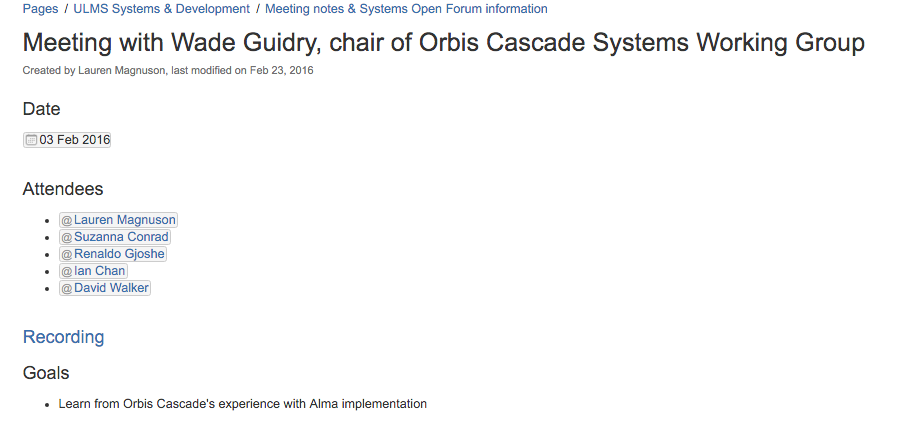 Pages / ULMS Systems & Development / Meeting notes & Systems Open Forum information
Meeting with Wade Guidry, chair of Orbis Cascade Systems Working Group
Created by Lauren Magnuson, last modified on Feb 23, 2016
Date
03 Feb 2016
Attendees
• @Lauren Magnuson
• @Suzanna Conrad
• @Renaldo Gjoshe
• @Ian Chan
• @David Walker
Recording
Goals
• Learn from Orbis Cascade's experience with Alma implementation